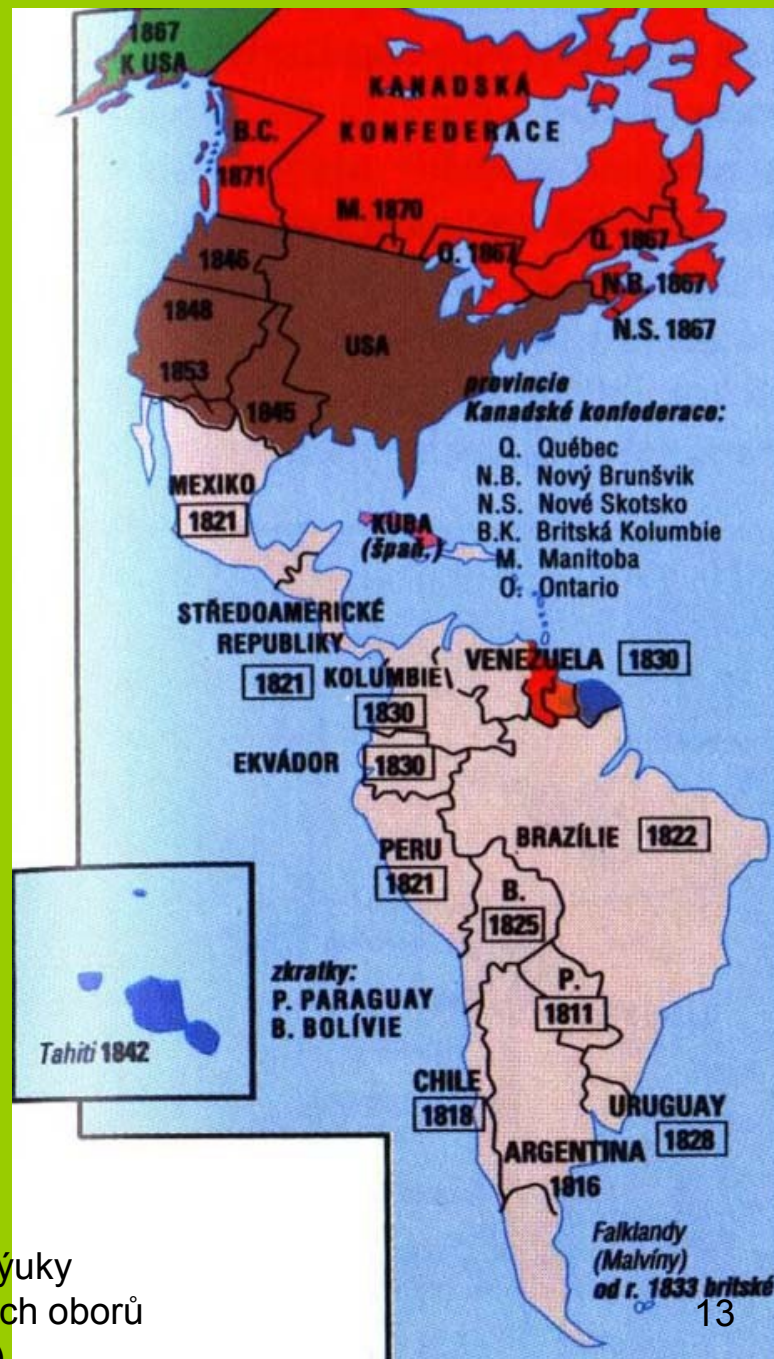 1867
K USA
KANADSKÁ
KONFEDERACE
B.C.
1871
M. 1870
O. 1867
Q. 1867
N.B. 1867
N.S. 1867
1846
1848
1853
1845
USA
provincie
Kanadské konfederace:
Q. Québec
N.B. Nový Brunšvik
N.S. Nové Skotsko
B.K. Britská Kolumbie
M. Manitoba
O. Ontario
MEXIKO
1821
KUBA
(špaň.)
STŘEDOAMERICKÉ
REPUBLIKY
1821
KOLUMBIE
1830
VENEZUELA 1830
EKVÁDOR 1830
PERU
1821
BRAZÍLIE 1822
B.
1825
P.
1811
zkratky:
P. PARAGUAY
B. BOLÍVIE
Tahiti 1842
CHILE
1818
URUGUAY
1828
ARGENTINA
1816
Falklandy
(Malvíny)
od r. 1833 britské
ýuky
ch oborů
13